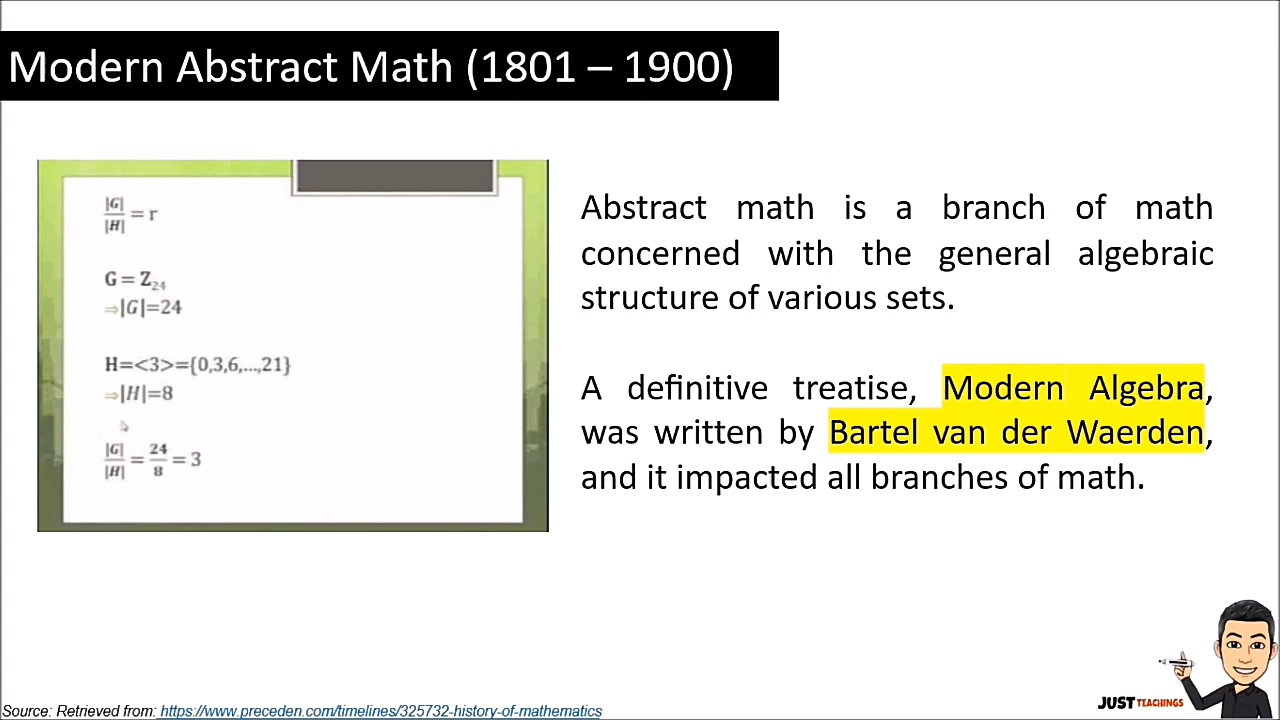 Modern Abstract Math (1801 – 1900)
|G|
|H| = r
G = Z₂₄
⇒|G|=24
H=<3>={0,3,6,...,21}
⇒|H|=8
|G|/|H| = 24/8 = 3
Abstract math is a branch of math
concerned with the general algebraic
structure of various sets.
A definitive treatise, Modern Algebra,
was written by Bartel van der Waerden,
and it impacted all branches of math.
JUST TEACHINGS
Source: Retrieved from: https://www.preceden.com/timelines/325732-history-of-mathematics